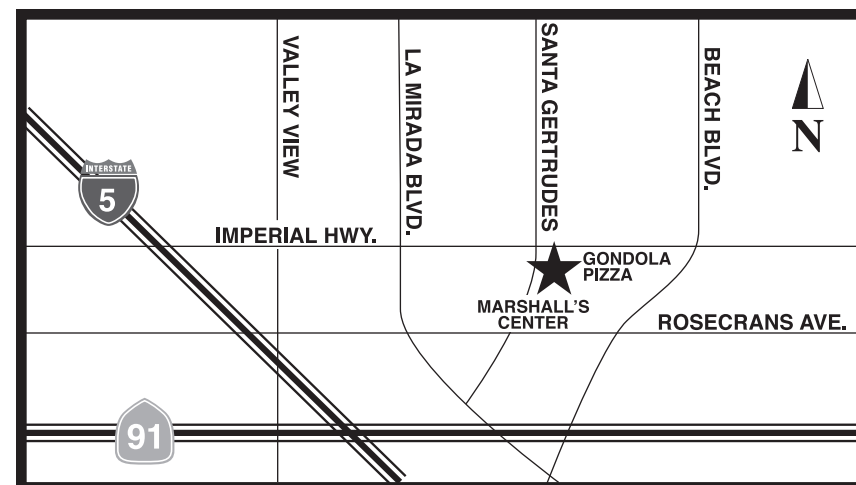 VALLEY VIEW
LA MIRADA BLVD.
SANTA GERTRUDES
BEACH BLVD.
N
INTERSTATE
5
IMPERIAL HWY.
GONDOLA
PIZZA
MARSHALL'S
CENTER
ROSECRANS AVE.
91